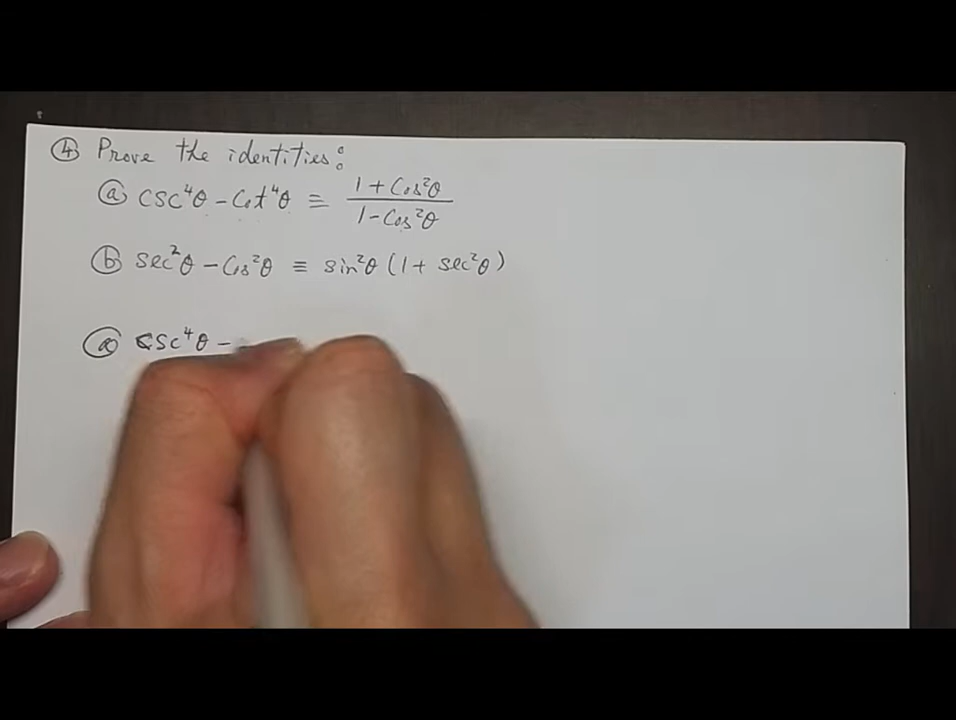 ④ Prove the identities:
ⓐ csc⁴θ - Cot⁴θ ≡ (1 + Cos²θ)/(1 - Cos²θ)
ⓑ sec²θ - Cos²θ ≡ sin²θ (1 + sec²θ)
ⓐ csc⁴θ -